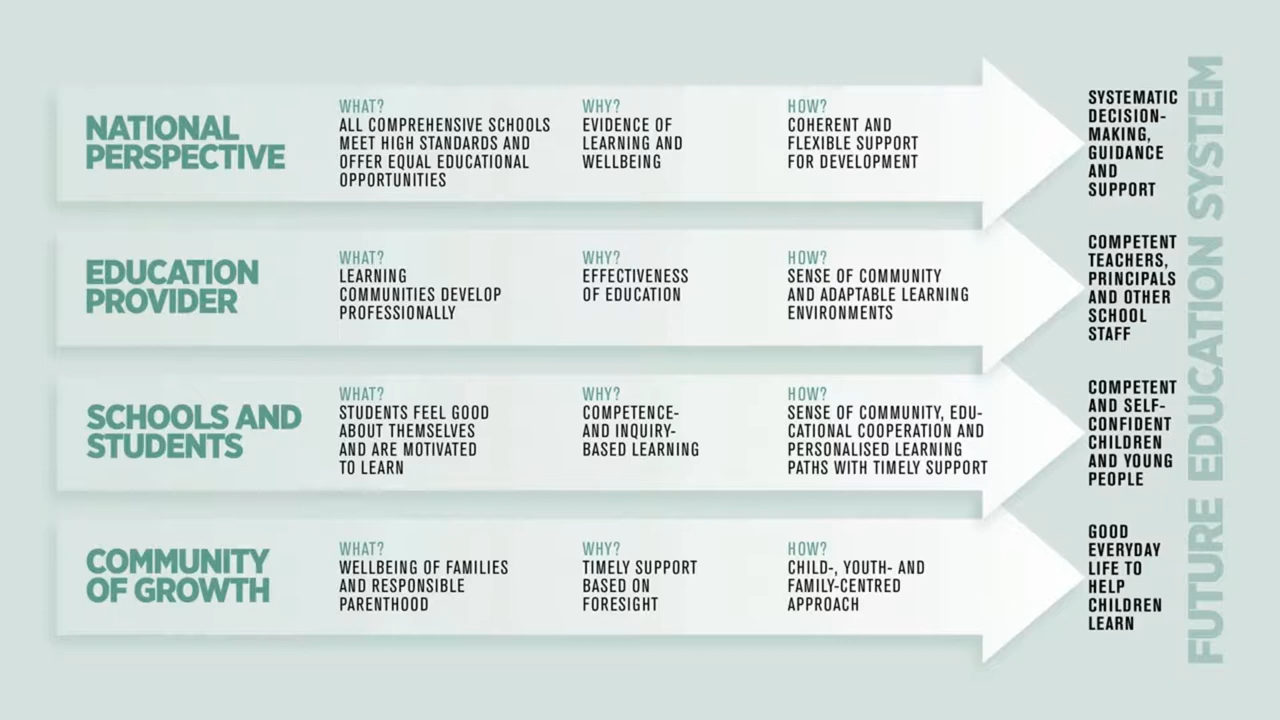 NATIONAL
PERSPECTIVE
WHAT?
ALL COMPREHENSIVE SCHOOLS
MEET HIGH STANDARDS AND
OFFER EQUAL EDUCATIONAL
OPPORTUNITIES
WHY?
EVIDENCE OF
LEARNING AND
WELLBEING
HOW?
COHERENT AND
FLEXIBLE SUPPORT
FOR DEVELOPMENT
SYSTEMATIC
DECISION-
MAKING,
GUIDANCE
AND
SUPPORT
EDUCATION
PROVIDER
WHAT?
LEARNING
COMMUNITIES DEVELOP
PROFESSIONALLY
WHY?
EFFECTIVENESS
OF EDUCATION
HOW?
SENSE OF COMMUNITY
AND ADAPTABLE LEARNING
ENVIRONMENTS
COMPETENT
TEACHERS,
PRINCIPALS
AND OTHER
SCHOOL
STAFF
SCHOOLS AND
STUDENTS
WHAT?
STUDENTS FEEL GOOD
ABOUT THEMSELVES
AND ARE MOTIVATED
TO LEARN
WHY?
COMPETENCE-
AND INQUIRY-
BASED LEARNING
HOW?
SENSE OF COMMUNITY, EDU-
CATIONAL COOPERATION AND
PERSONALISED LEARNING
PATHS WITH TIMELY SUPPORT
COMPETENT
AND SELF-
CONFIDENT
CHILDREN
AND YOUNG
PEOPLE
COMMUNITY
OF GROWTH
WHAT?
WELLBEING OF FAMILIES
AND RESPONSIBLE
PARENTHOOD
WHY?
TIMELY SUPPORT
BASED ON
FORESIGHT
HOW?
CHILD-, YOUTH- AND
FAMILY-CENTRED
APPROACH
GOOD
EVERYDAY
LIFE TO
HELP
CHILDREN
LEARN
FUTURE EDUCATION SYSTEM